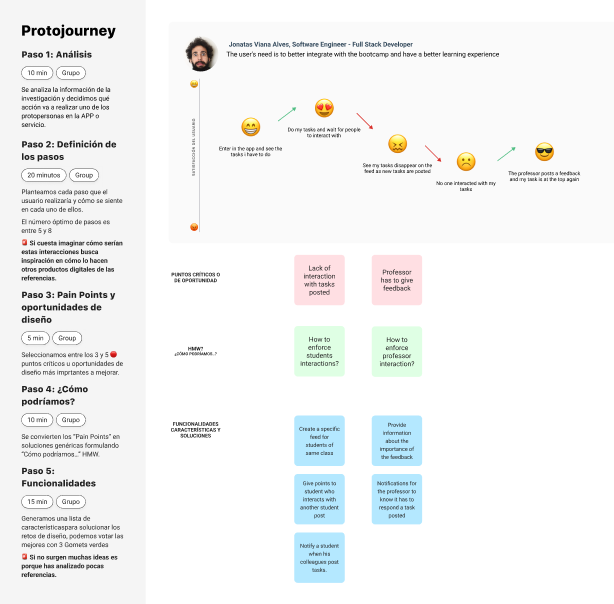 Protojourney
Paso 1: Análisis
10 min
Grupo
Se analiza la información de la
investigación y decidimos qué
acción va a realizar uno de los
protopersonas en la APP o
servicio.
Paso 2: Definición de
los pasos
20 minutos
Group
Planteamos cada paso que el
usuario realizaría y cómo se siente
en cada uno de ellos.
El número óptimo de pasos es
entre 5 y 8
🚨 Si cuesta imaginar cómo serían
estas interacciones busca
inspiración en cómo lo hacen
otros productos digitales de las
referencias.
Paso 3: Pain Points y
oportunidades de
diseño
5 min
Group
Seleccionamos entre los 3 y 5
puntos críticos u oportunidades de
diseño más imprtantes a mejorar.
Paso 4: ¿Cómo
podríamos?
10 min
Grupo
Se convierten los "Pain Points" en
soluciones genéricas formulando
"Cómo podríamos..." HMW.
Paso 5:
Funcionalidades
15 min
Grupo
Generamos una lista de
característicaspara solucionar los
retos de diseño, podemos votar las
mejores con 3 Gomets verdes
🚨 Si no surgen muchas ideas es
porque has analizado pocas
referencias.
Jonatas Viana Alves, Software Engineer - Full Stack Developer
The user's need is to better integrate with the bootcamp and have a better learning experience
SATISFACCIÓN DEL USUARIO
Enter in the app and see the
tasks i have to do
Do my tasks and wait for people
to interact with
See my tasks disappear on the
feed as new tasks are posted
No one interacted with my
tasks
The professor posts a feedback
and my task is at the top again
PUNTOS CRÍTICOS O
DE OPORTUNIDAD
Lack of
interaction
with tasks
posted
Professor
has to give
feedback
HMW?
¿CÓMO PODRÍAMOS...?
How to
enforce
students
interactions?
How to
enforce
professor
interaction?
FUNCIONALIDADES
CARACTERÍSTICAS Y
SOLUCIONES
Create a specific
feed for
students of
same class
Provide
information
about the
importance of
the feedback
Give points to
student who
interacts with
another student
post
Notifications for
the professor to
know it has to
respond a task
posted
Notify a student
when his
colleagues post
tasks.